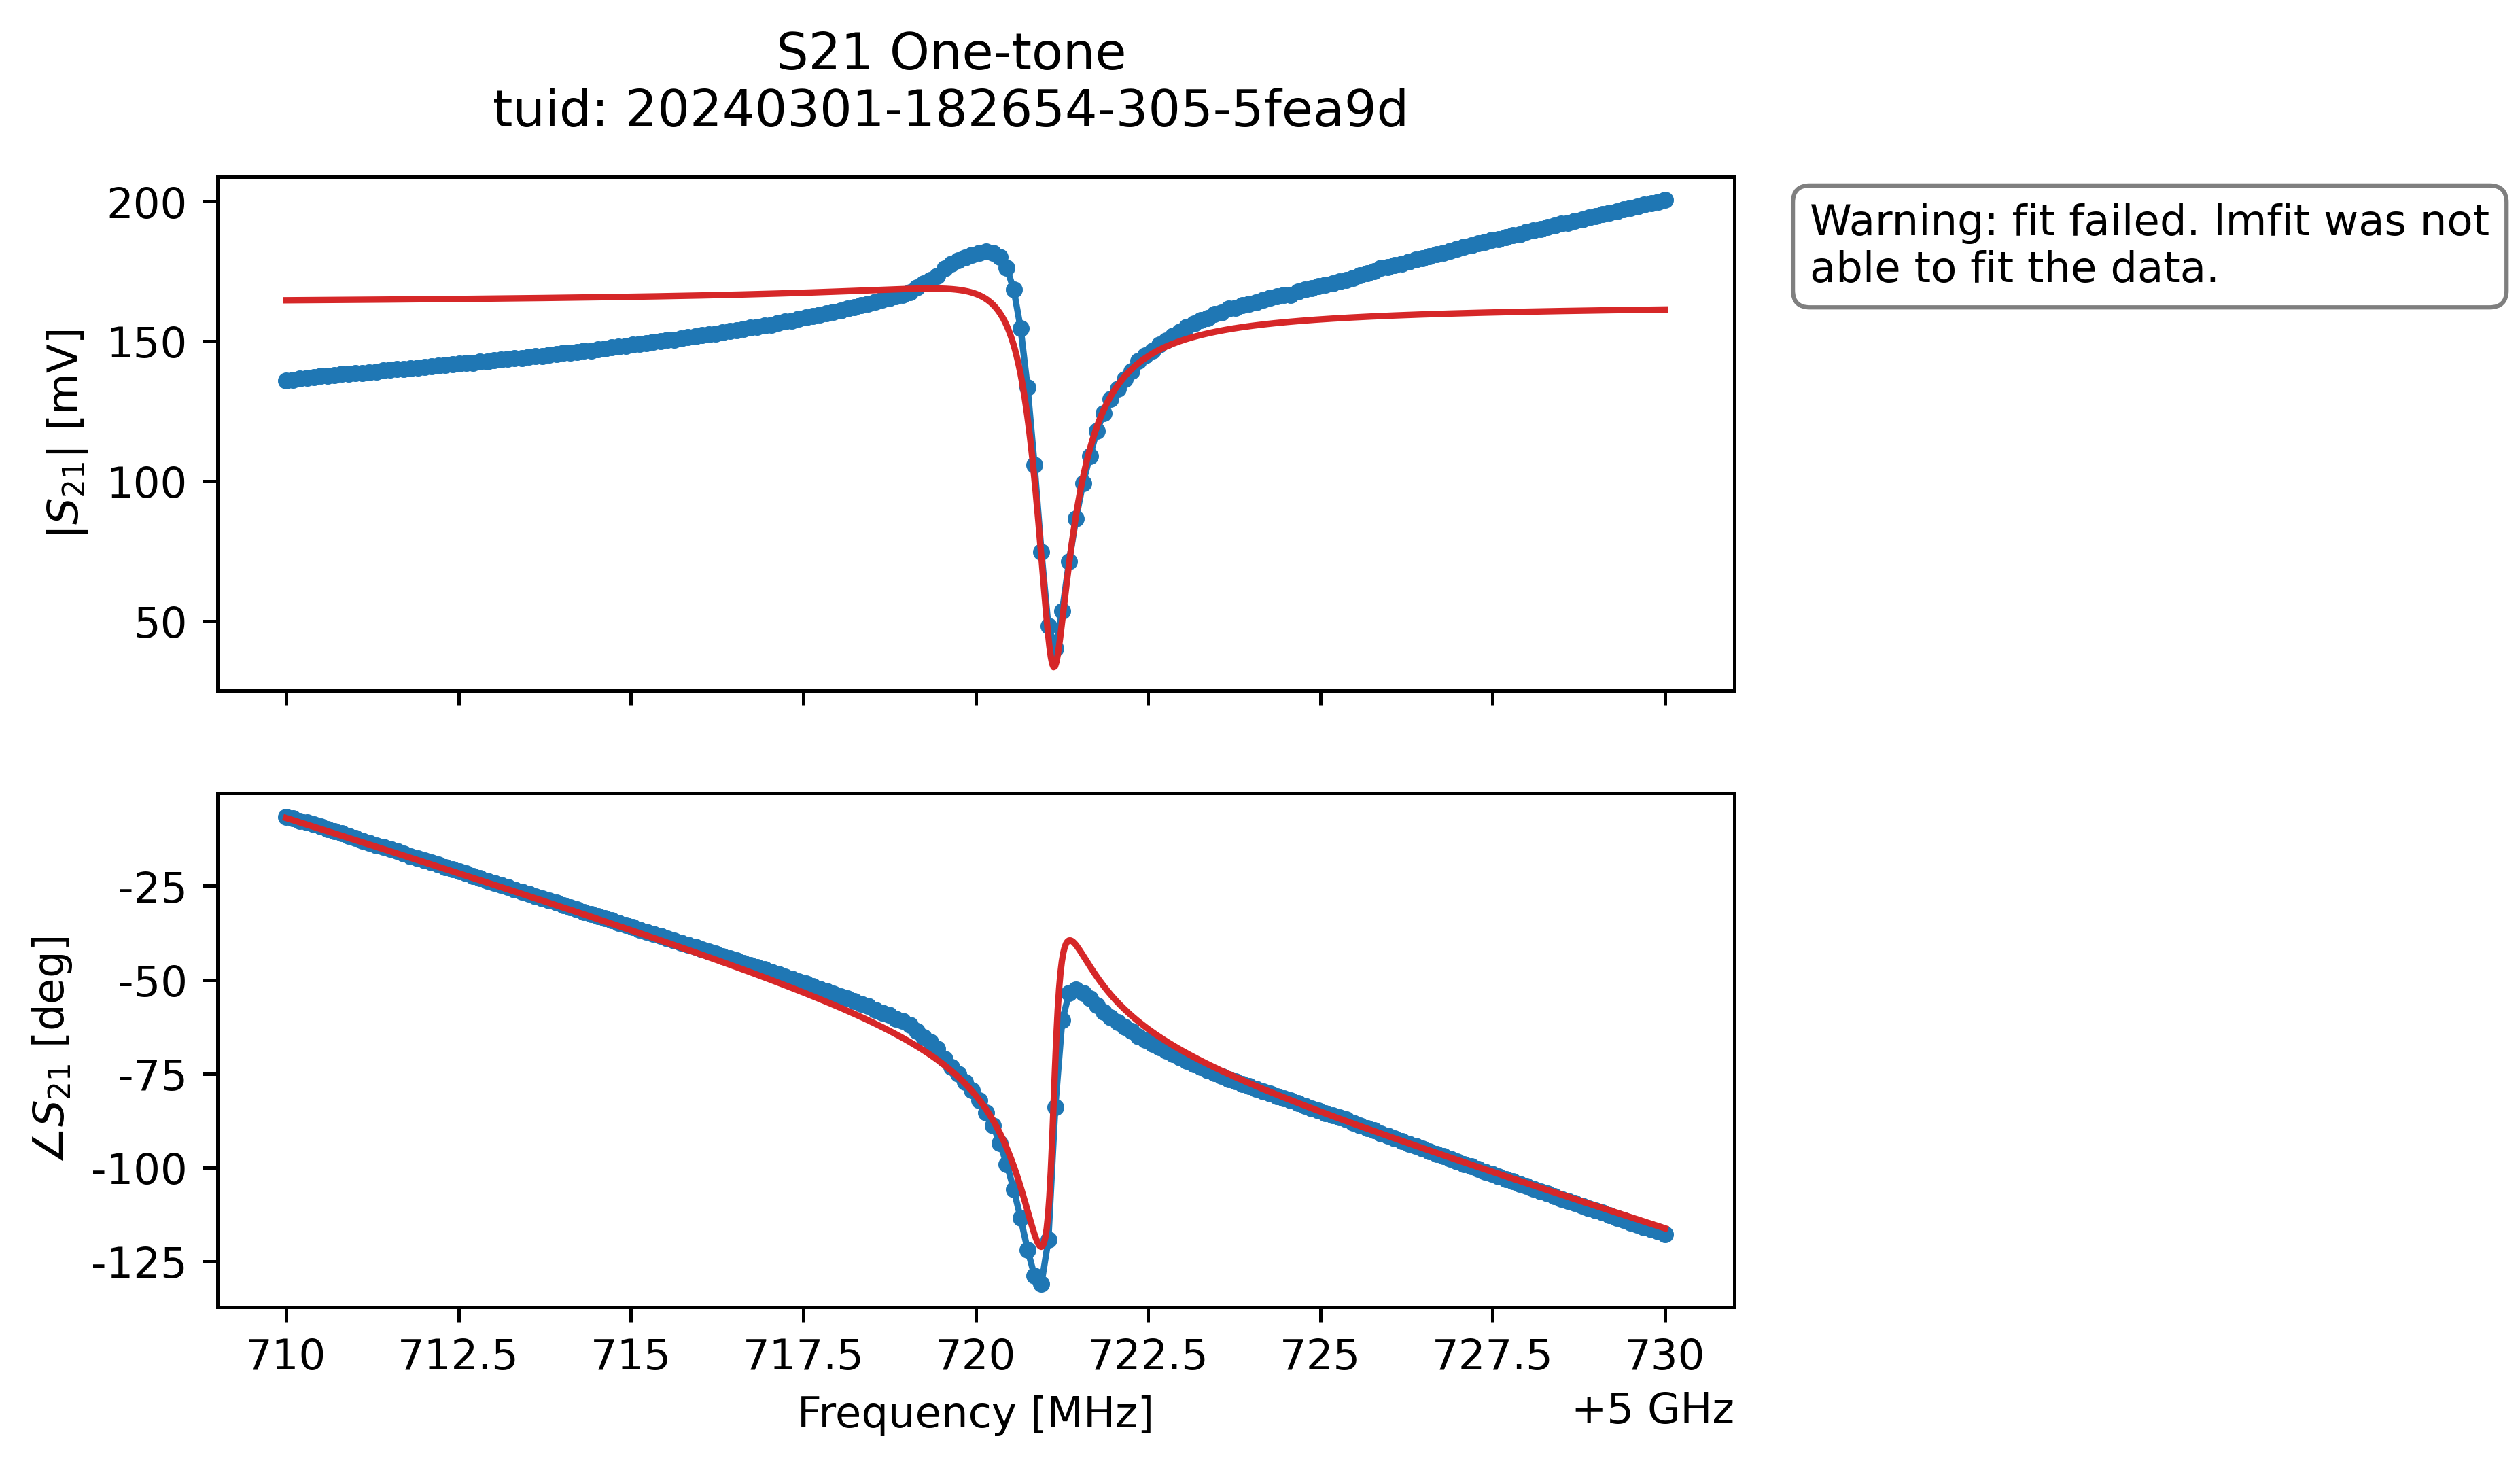 S21 One-tone
tuid: 20240301-182654-305-5fea9d
200
150
100
50
|S21| [mV]
Warning: fit failed. lmfit was not
able to fit the data.
-25
-50
-75
-100
-125
∠S21 [deg]
710 712.5 715 717.5 720 722.5 725 727.5 730
Frequency [MHz]
+5 GHz